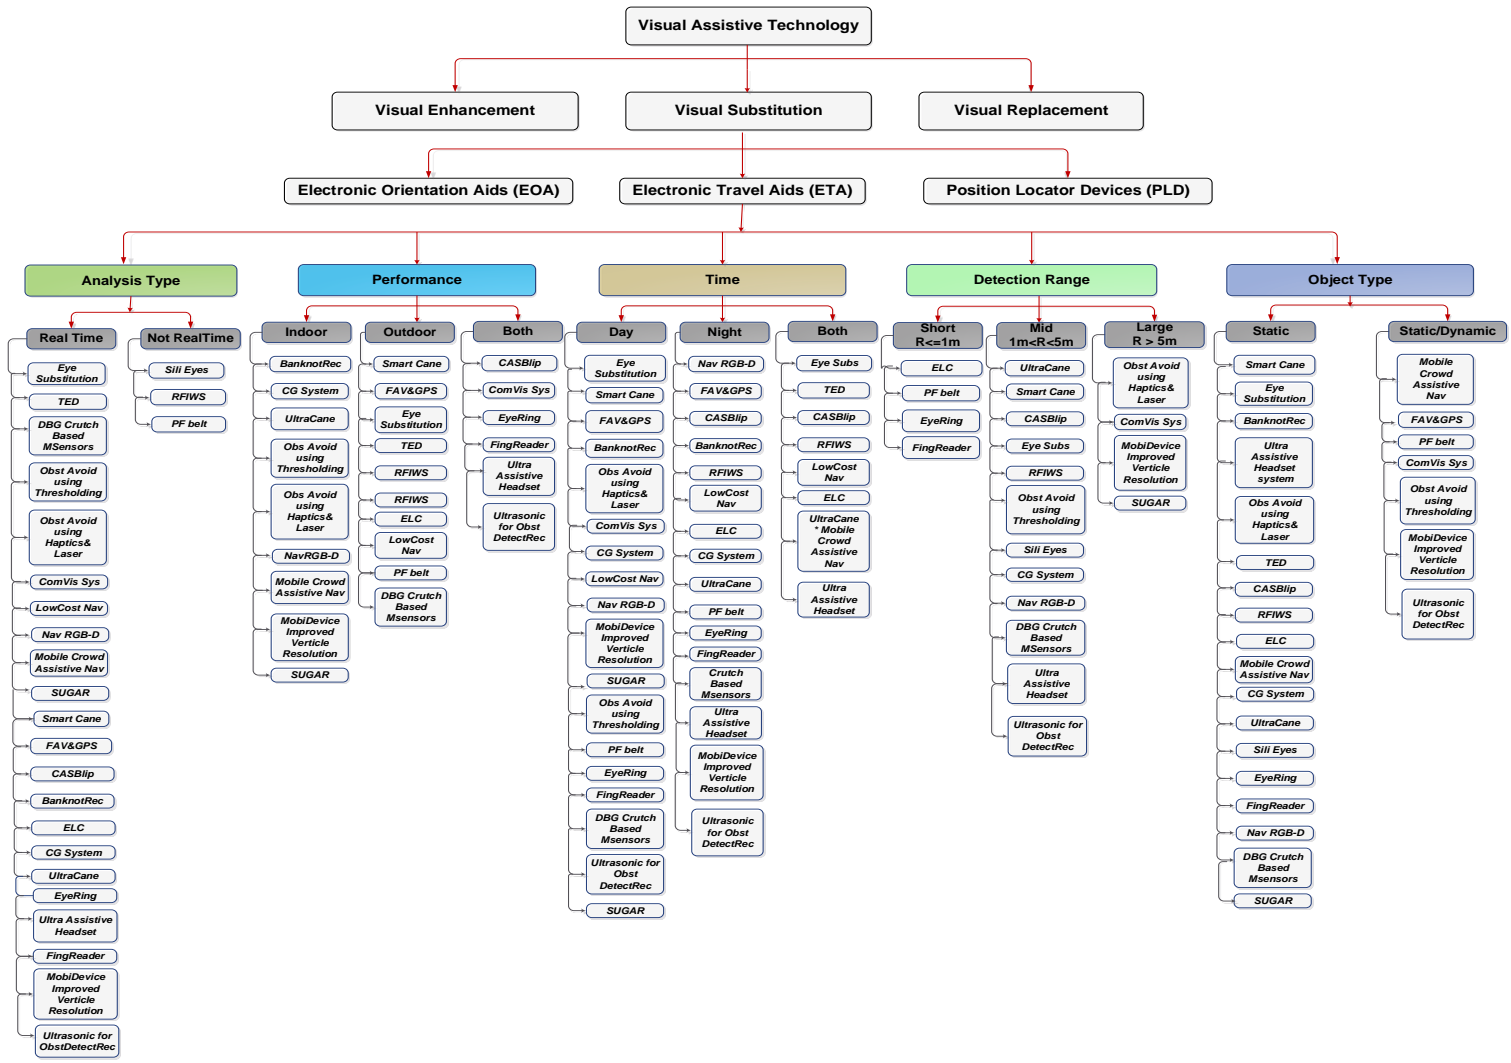 Visual Assistive Technology
Visual Enhancement
Visual Substitution
Visual Replacement
Electronic Orientation Aids (EOA)
Electronic Travel Aids (ETA)
Position Locator Devices (PLD)
Analysis Type
Performance
Time
Detection Range
Object Type
Real Time
Eye
Substitution
TED
DBG Crutch
Based
MSensors
Obst Avoid
using
Thresholding
Obst Avoid
using
Haptics&
Laser
ComVis Sys
LowCost Nav
Nav RGB-D
Mobile Crowd
Assistive Nav
SUGAR
Smart Cane
FAV&GPS
CASBlip
BanknotRec
ELC
CG System
UltraCane
EyeRing
Ultra Assistive
Headset
FingReader
MobiDevice
Improved
Verticle
Resolution
Ultrasonic for
ObstDetectRec
Not RealTime
Sili Eyes
RFIWS
PF belt
Indoor
BanknotRec
CG System
UltraCane
Obs Avoid
using
Thresholding
Obs Avoid
using
Haptics&
Laser
NavRGB-D
Mobile Crowd
Assistive Nav
MobiDevice
Improved
Verticle
Resolution
SUGAR
Outdoor
Smart Cane
FAV&GPS
Eye
Substitution
TED
RFIWS
RFIWS
ELC
LowCost
Nav
PF belt
DBG Crutch
Based
Msensors
Both
CASBlip
ComVis Sys
EyeRing
FingReader
Ultra
Assistive
Headset
Ultrasonic
for Obst
DetectRec
Day
Eye
Substitution
Smart Cane
FAV&GPS
BanknotRec
Obs Avoid
using
Haptics&
Laser
ComVis Sys
CG System
LowCost Nav
Nav RGB-D
MobiDevice
Improved
Verticle
Resolution
SUGAR
Obs Avoid
using
Thresholding
PF belt
EyeRing
FingReader
DBG Crutch
Based
Msensors
Ultrasonic for
Obst
DetectRec
SUGAR
Night
Nav RGB-D
FAV&GPS
CASBlip
BanknotRec
RFIWS
LowCost
Nav
ELC
CG System
UltraCane
PF belt
EyeRing
FingReader
Crutch
Based
Msensors
Ultra
Assistive
Headset
MobiDevice
Improved
Verticle
Resolution
Ultrasonic
for Obst
DetectRec
Both
Eye Subs
TED
CASBlip
RFIWS
LowCost
Nav
ELC
UltraCane
* Mobile
Crowd
Assistive
Nav
Ultra
Assistive
Headset
Short
R<=1m
ELC
PF belt
EyeRing
FingReader
Mid
1m<R<5m
UltraCane
Smart Cane
CASBlip
Eye Subs
RFIWS
Obst Avoid
using
Thresholding
Sili Eyes
CG System
Nav RGB-D
DBG Crutch
Based
MSensors
Ultra
Assistive
Headset
Ultrasonic for
Obst
DetectRec
Large
R > 5m
Obst Avoid
using
Haptics&
Laser
ComVis Sys
MobiDevice
Improved
Verticle
Resolution
SUGAR
Static
Smart Cane
Eye
Substitution
BanknotRec
Ultra
Assistive
Headset
system
Obs Avoid
using
Haptics&
Laser
TED
CASBlip
RFIWS
ELC
Mobile Crowd
Assistive Nav
CG System
UltraCane
Sili Eyes
EyeRing
FingReader
Nav RGB-D
DBG Crutch
Based
Msensors
SUGAR
Static/Dynamic
Mobile
Crowd
Assistive
Nav
FAV&GPS
PF belt
ComVis Sys
Obst Avoid
using
Thresholding
MobiDevice
Improved
Verticle
Resolution
Ultrasonic
for Obst
DetectRec